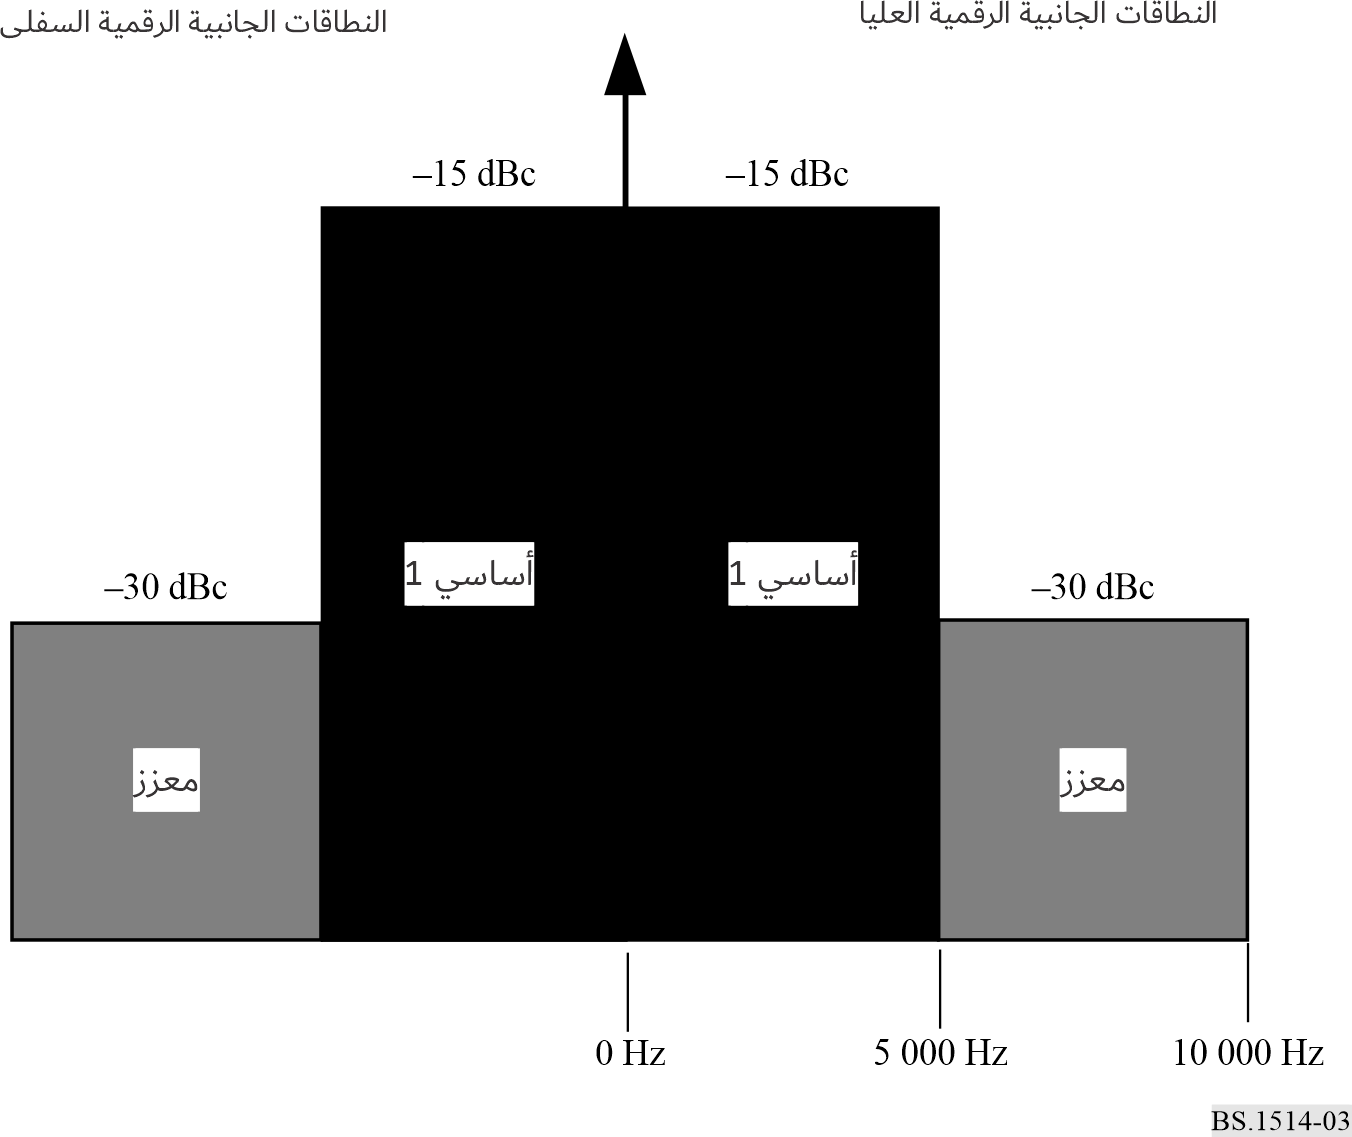 النطاقات الجانبية الرقمية العليا
النطاقات الجانبية الرقمية السفلى
–15 dBc
–15 dBc
أساسي 1
أساسي 1
–30 dBc
–30 dBc
معزز
معزز
0 Hz
5 000 Hz
10 000 Hz
BS.1514-03